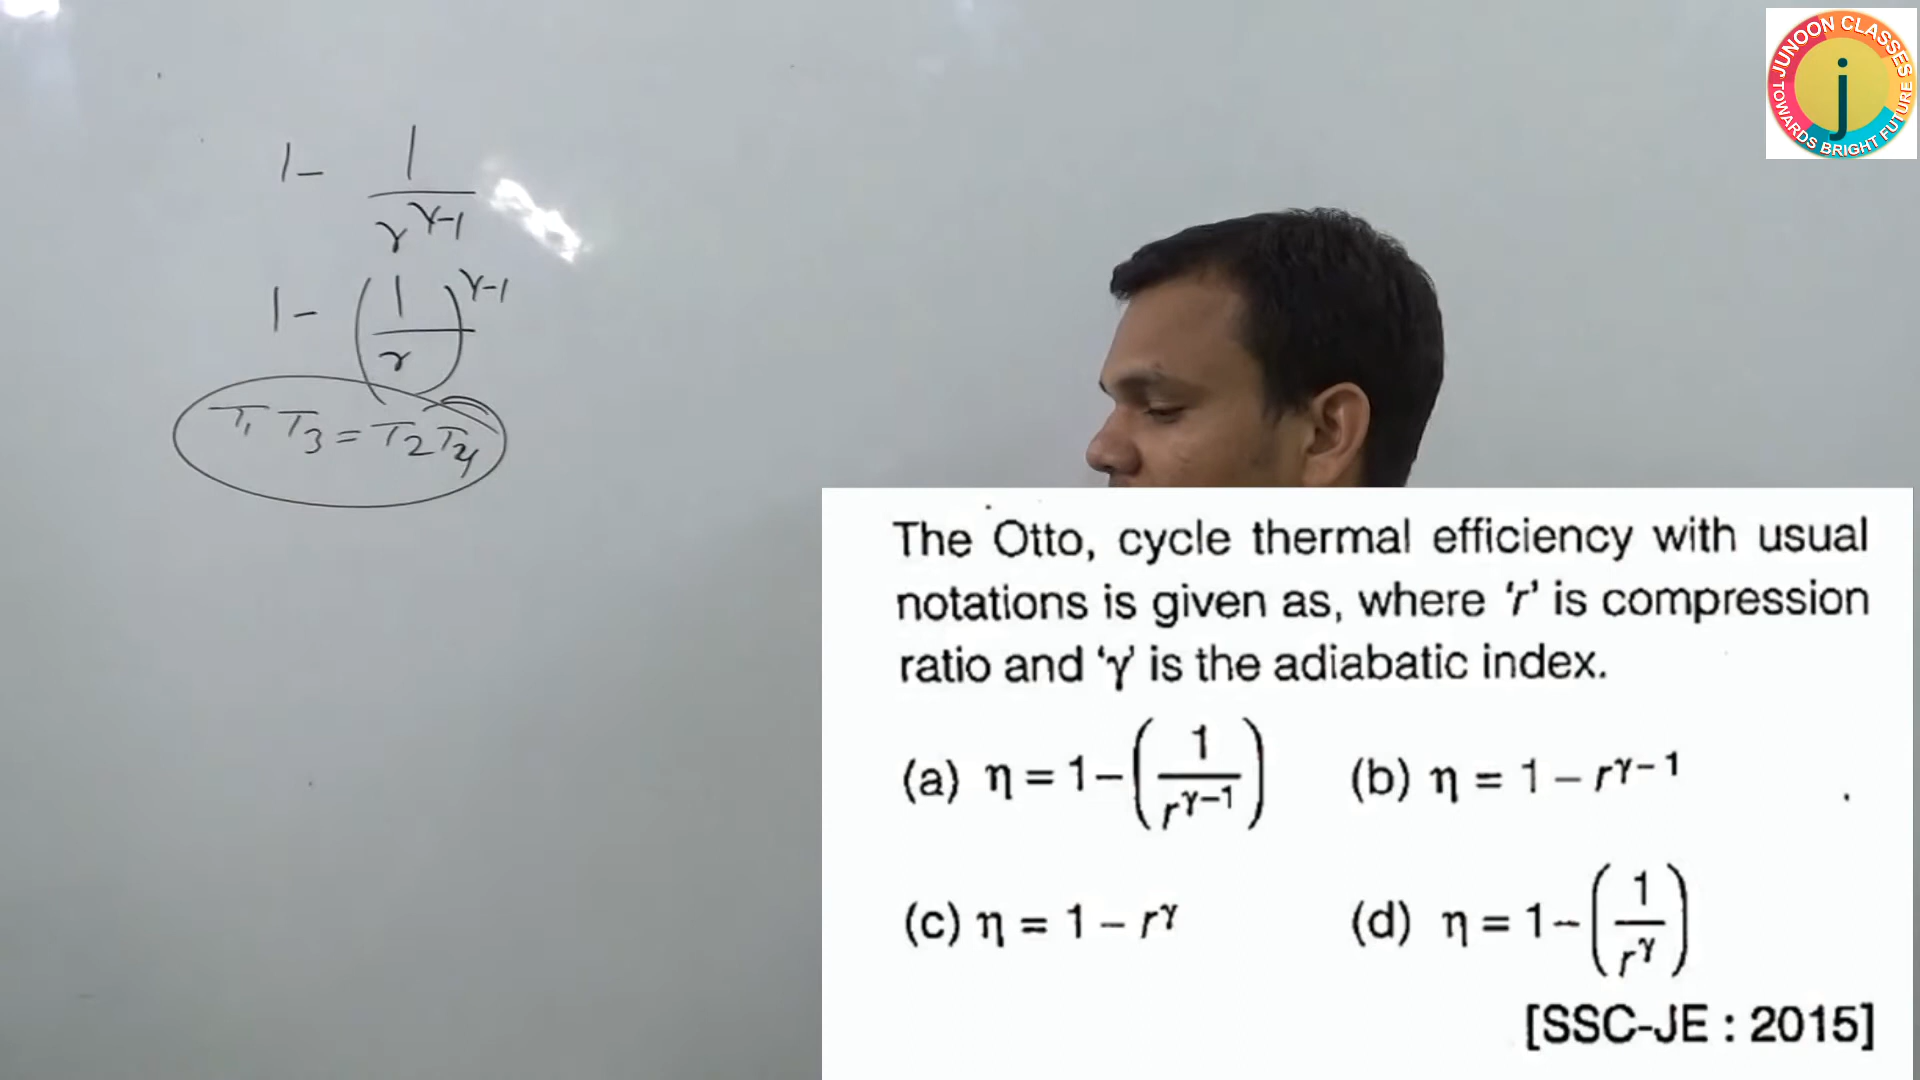 1 - 1/r^(γ-1)
1 - (1/r)^(γ-1)
T1 T3 = T2 T4
JUNOON CLASSES
j
TOWARDS BRIGHT FUTURE
The Otto, cycle thermal efficiency with usual
notations is given as, where ‘r’ is compression
ratio and ‘γ’ is the adiabatic index.
(a) η = 1 – (1/r^(γ–1)) (b) η = 1 – r^(γ–1)
(c) η = 1 – r^γ (d) η = 1 – (1/r^γ)
[SSC-JE : 2015]